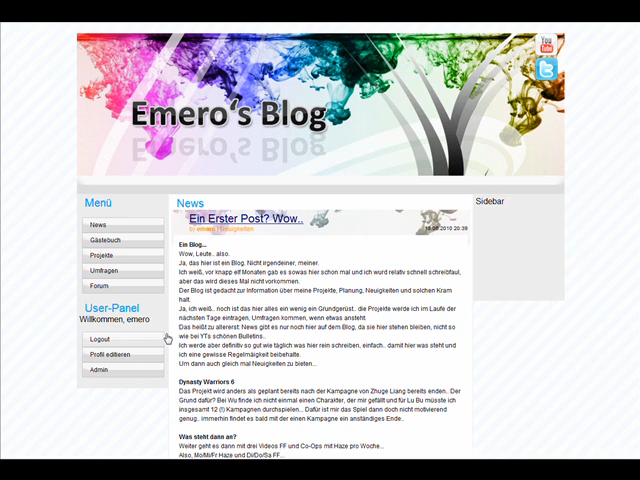 You
Tube
Emero's Blog
Menü
News
Gästebuch
Projekte
Umfragen
Forum
User-Panel
Willkommen, emero
Logout
Profil editieren
Admin
News
Ein Erster Post? Wow..
by emero | Neuigkeiten
2010 20:39
Ein Blog...
Wow, Leute.. also.
Ja, das hier ist ein Blog. Nicht irgendeiner, meiner.
Ich weiß, vor knapp elf Monaten gab es sowas hier schon mal und ich wurd relativ schnell schreibfaul,
aber das wird dieses Mal nicht vorkommen.
Der Blog ist gedacht zur Information über meine Projekte, Planung, Neuigkeiten und solchen Kram
halt.
Ja, ich weiß.. noch ist das hier alles ein wenig ein Grundgerüst.. die Projekte werde ich im Laufe der
nächsten Tage eintragen, Umfragen kommen, wenn etwas ansteht.
Das heißt zu allererst: News gibt es nur noch hier auf dem Blog, da sie hier stehen bleiben, nicht so
wie bei YTs schönen Bulletins..
Ich werde aber definitiv so gut wie täglich was hier rein schreiben, einfach.. damit hier was steht und
ich eine gewisse Regelmäigkeit beibehalte.
Um dann auch gleich mal Neuigkeiten zu bieten...
Dynasty Warriors 6
Das Projekt wird anders als geplant bereits nach der Kampagne von Zhuge Liang bereits enden.. Der
Grund dafür? Bei Wu finde ich nicht einmal einen Charakter, der mir gefällt und für Lu Bu müsste ich
insgesamt 12 (!) Kampagnen durchspielen... Dafür ist mir das Spiel dann doch nicht motivierend
genug.. immerhin findet es bald mit der einen Kampagne ein anständiges Ende..
Was steht dann an?
Weiter geht es dann mit drei Videos FF und Co-Ops mit Haze pro Woche...
Also, Mo/Mi/Fr Haze und Di/Do/Sa FF...
Sidebar